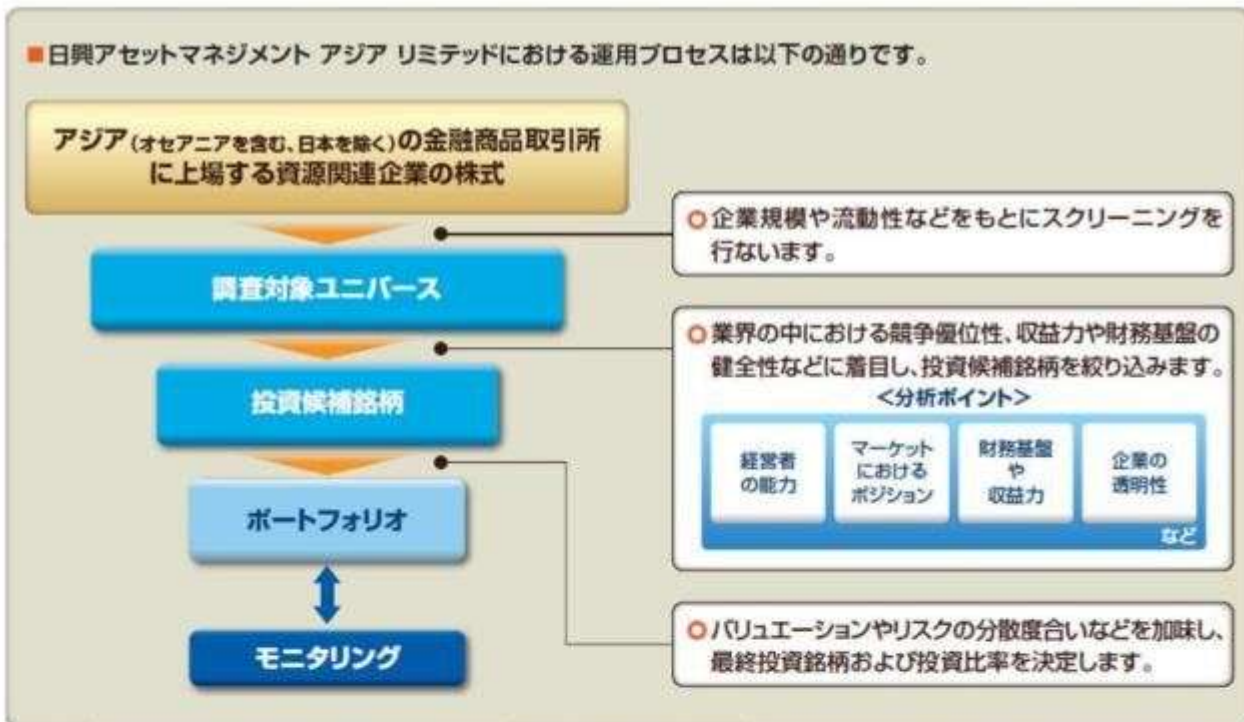 ■日興アセットマネジメント アジア リミテッドにおける運用プロセスは以下の通りです。
アジア(オセアニアを含む、日本を除く)の金融商品取引所
に上場する資源関連企業の株式
○企業規模や流動性などをもとにスクリーニングを
行ないます。
調査対象ユニバース
○業界の中における競争優位性、収益力や財務基盤の
健全性などに着目し、投資候補銘柄を絞り込みます。
<分析ポイント>
経営者
の能力
マーケット
における
ポジション
財務基盤
や
収益力
企業の
透明性
など
投資候補銘柄
ポートフォリオ
○バリュエーションやリスクの分散度合いなどを加味し、
最終投資銘柄および投資比率を決定します。
モニタリング